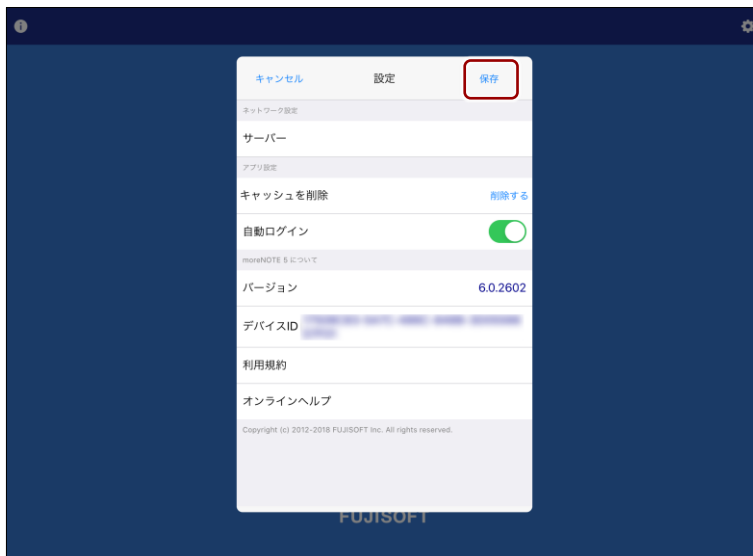 キャンセル 設定 保存
ネットワーク設定
サーバー
アプリ設定
キャッシュを削除 削除する
自動ログイン
moreNOTE 5 について
バージョン 6.0.2602
デバイスID
利用規約
オンラインヘルプ
Copyright (c) 2012-2018 FUJISOFT Inc. All rights reserved.
FUJISOFT